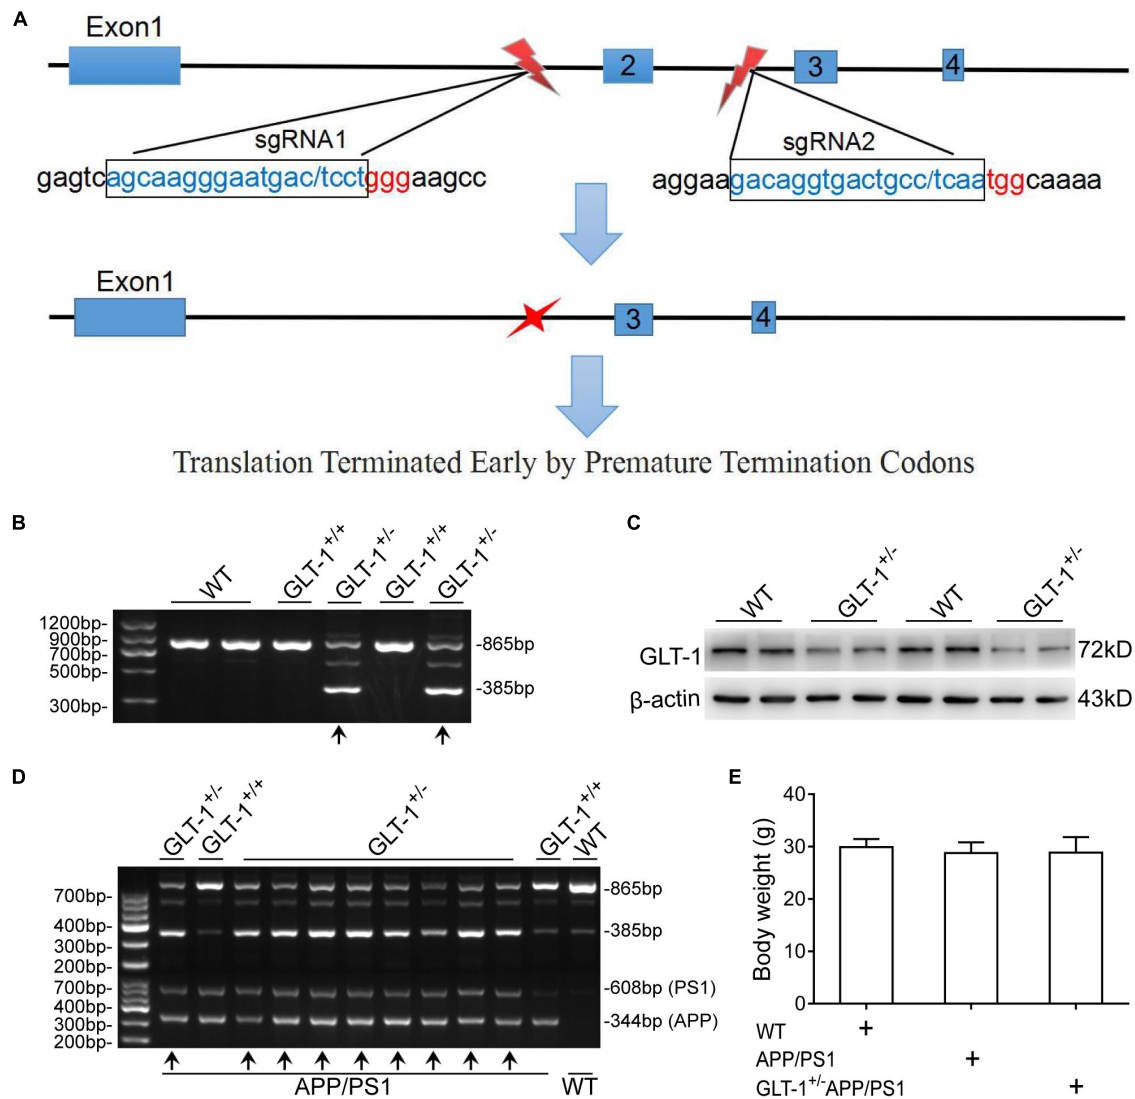 A
Exon1
2
3
4
sgRNA1
sgRNA2
gagtcagcaagggaatgac/tcctgggaagcc
aggaagacaggtgactgcc/tcaatggcaaaa
Exon1
3
4
Translation Terminated Early by Premature Termination Codons
B
WT
GLT-1+/+
GLT-1+/-
GLT-1+/+
GLT-1+/-
1200bp-
900bp-
700bp-
500bp-
300bp-
-865bp
-385bp
C
WT
GLT-1+/-
WT
GLT-1+/-
GLT-1
72kD
β-actin
43kD
D
GLT-1+/-
GLT-1+/+
GLT-1+/-
GLT-1+/+
WT
700bp-
400bp-
300bp-
200bp-
700bp-
400bp-
300bp-
200bp-
-865bp
-385bp
-608bp (PS1)
-344bp (APP)
APP/PS1
WT
E
Body weight (g)
40
30
20
10
0
WT +
APP/PS1 +
GLT-1+/-APP/PS1 +